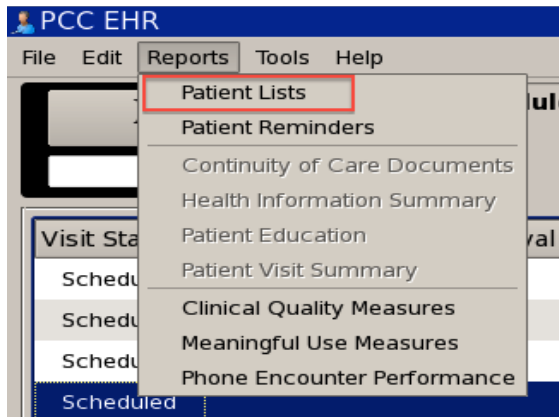 PCC EHR
File Edit Reports Tools Help
Patient Lists
Patient Reminders
Continuity of Care Documents
Health Information Summary
Patient Education
Patient Visit Summary
Clinical Quality Measures
Meaningful Use Measures
Phone Encounter Performance
Visit Sta
val
Schedu
Schedu
Schedu
Scheduled